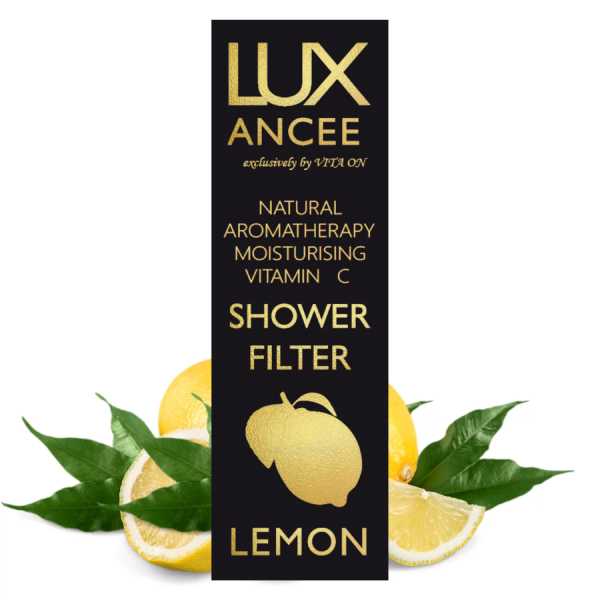 LUX
ANCEE
exclusively by VITA ON
NATURAL
AROMATHERAPY
MOISTURISING
VITAMIN C
SHOWER
FILTER
LEMON